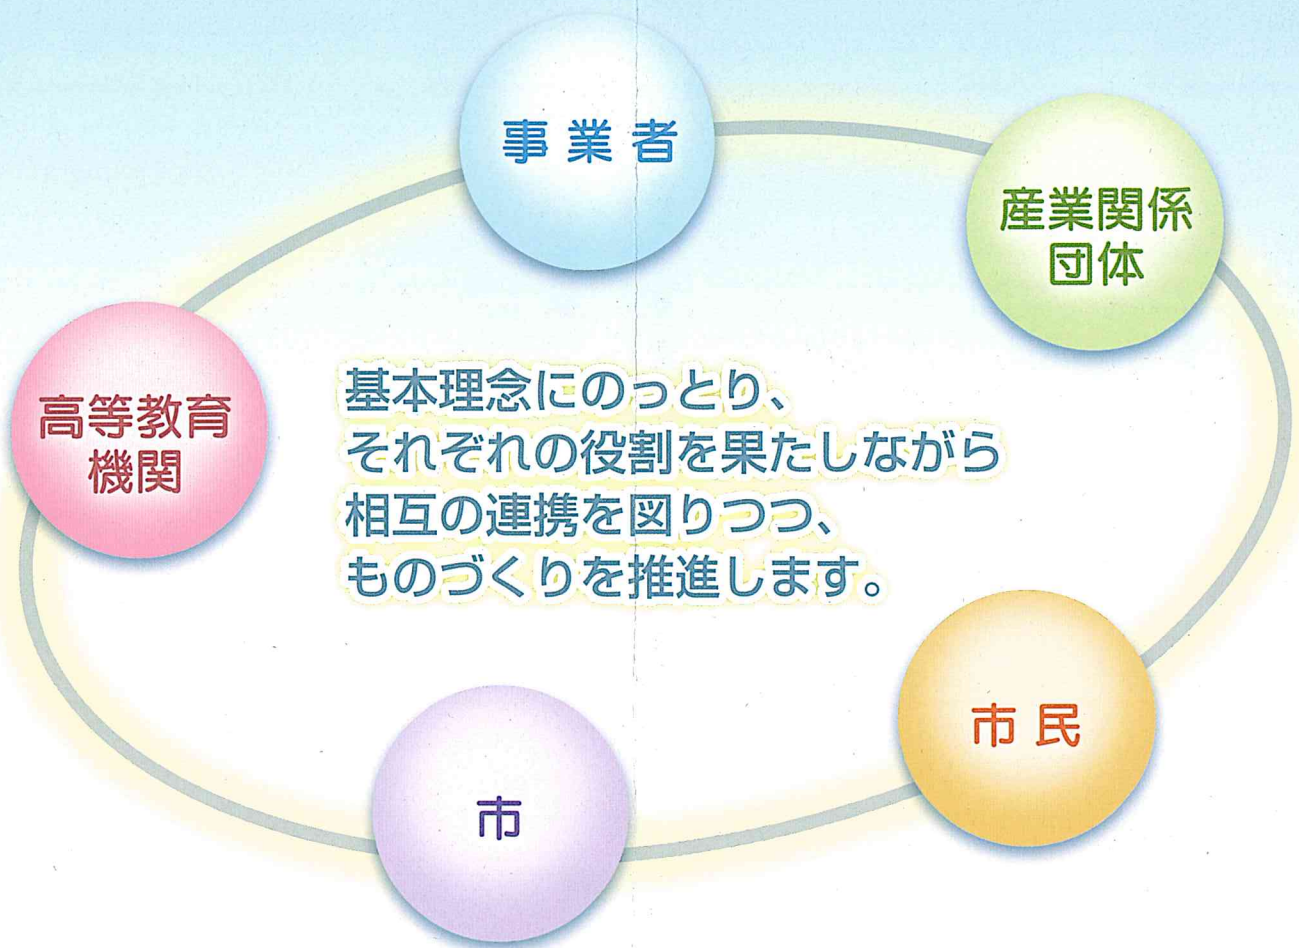 事業者
産業関係
団体
高等教育
機関
基本理念にのっとり、
それぞれの役割を果たしながら
相互の連携を図りつつ、
ものづくりを推進します。
市民
市